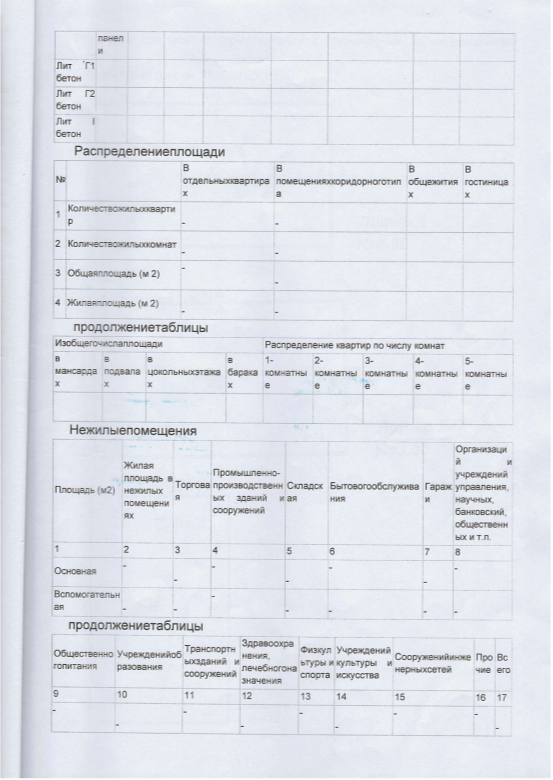 панел
и
Лит Г1
бетон
Лит Г2
бетон
Лит I
бетон
Распределениеплощади
№
В
отдельныхквартира
х
В
помещенияхкоридорноготип
а
В
общежития
х
В
гостиница
х
1 Количествожилыхкварти
р - -
2 Количествожилыхкомнат - -
3 Общаяплощадь (м 2) - -
4 Жилаяплощадь (м 2) - -
продолжениетаблицы
Изобщегочислаплощади Распределение квартир по числу комнат
в
мансарда
х
в
подвала
х
в
цокольныхэтажа
х
в
барака
х
1-
комнатны
е
2-
комнатны
е
3-
комнатны
е
4-
комнатны
е
5-
комнатны
е
Нежилыепомещения
Площадь (м2)
Жилая
площадь в
нежилых
помещени
ях
Торгова
я
Промышленно-
производственн
ых зданий и
сооружений
Складск
ая
Бытовогообслужива
ния
Гараж
и
Организаци
й и
учреждений
управления,
научных,
банковский,
обществен
ных и т.п.
1 2 3 4 5 6 7 8
Основная - - - - - - -
Вспомогательн
ая - - - - - - -
продолжениетаблицы
Общественно
гопитания
Учрежденийоб
разования
Транспортн
ыхзданий и
сооружений
Здравоохра
нения,
лечебногона
значения
Физкул
ьтуры и
спорта
Учреждений
культуры и
искусства
Сооруженийинже
нерныхсетей
Про
чие
Вс
его
9 10 11 12 13 14 15 16 17
- - - - - - - - -